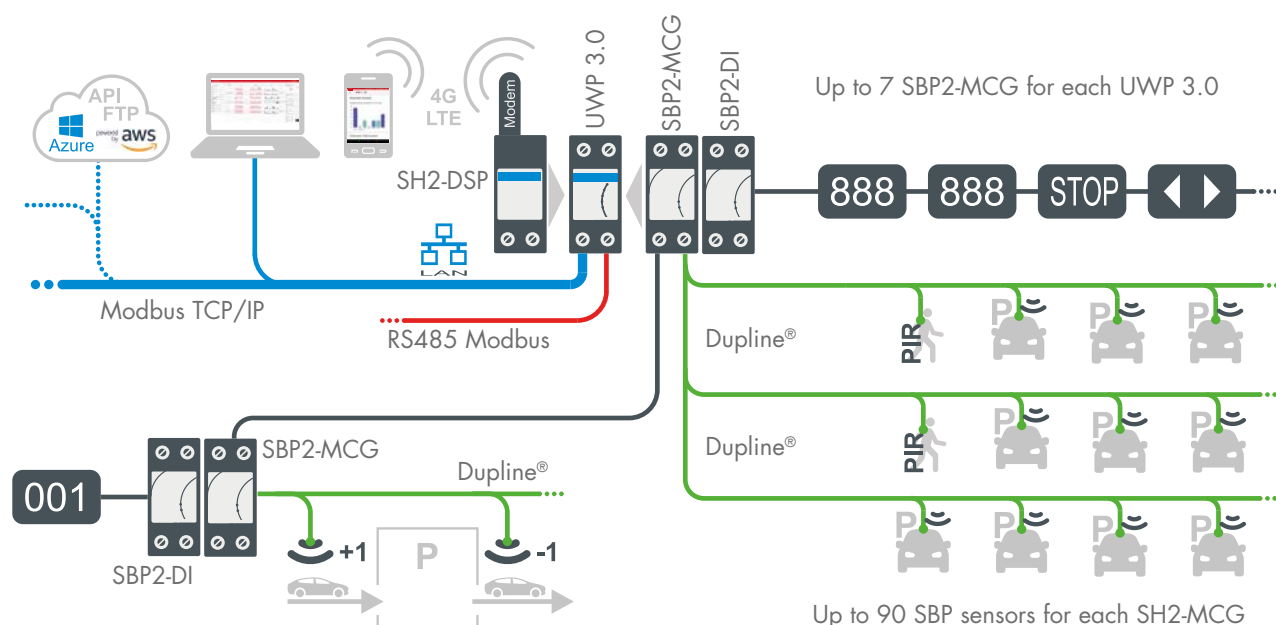 API
FTP
Azure
powered by aws
4G
LTE
Modem
UWP 3.0
SBP2-MCG
SBP2-DI
Up to 7 SBP2-MCG for each UWP 3.0
SH2-DSP
888
888
STOP
LAN
Modbus TCP/IP
RS485 Modbus
Dupline®
PIR
P
P
P
Dupline®
PIR
P
P
P
SBP2-MCG
Dupline®
001
P
P
P
P
+1
P
-1
SBP2-DI
Up to 90 SBP sensors for each SH2-MCG